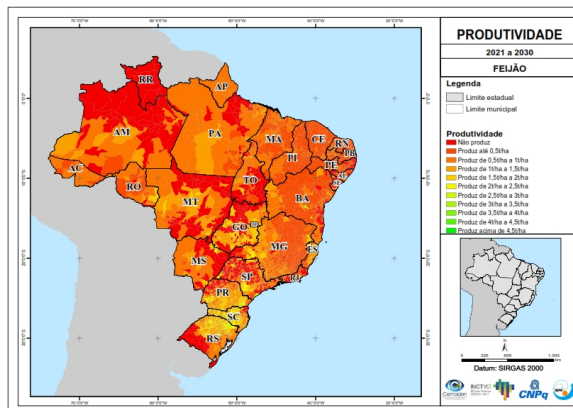 PRODUTIVIDADE
2021 a 2030
FEIJÃO
Legenda
Limite estadual
Limite municipal
Produtividade
Não produz
Produz até 0,5t/ha
Produz de 0,5t/ha a 1t/ha
Produz de 1t/ha a 1,5t/ha
Produz de 1,5t/ha a 2t/ha
Produz de 2t/ha a 2,5t/ha
Produz de 2,5t/ha a 3t/ha
Produz de 3t/ha a 3,5t/ha
Produz de 3,5t/ha a 4t/ha
Produz de 4t/ha a 4,5t/ha
Produz acima de 4,5t/ha
RR
AP
AM
PA
MA
CE
RN
PB
PI
PE
AL
SE
AC
RO
TO
BA
MT
GO
MG
ES
MS
SP
RJ
PR
SC
RS
Datum: SIRGAS 2000
Cemaden
INCT
CNPq